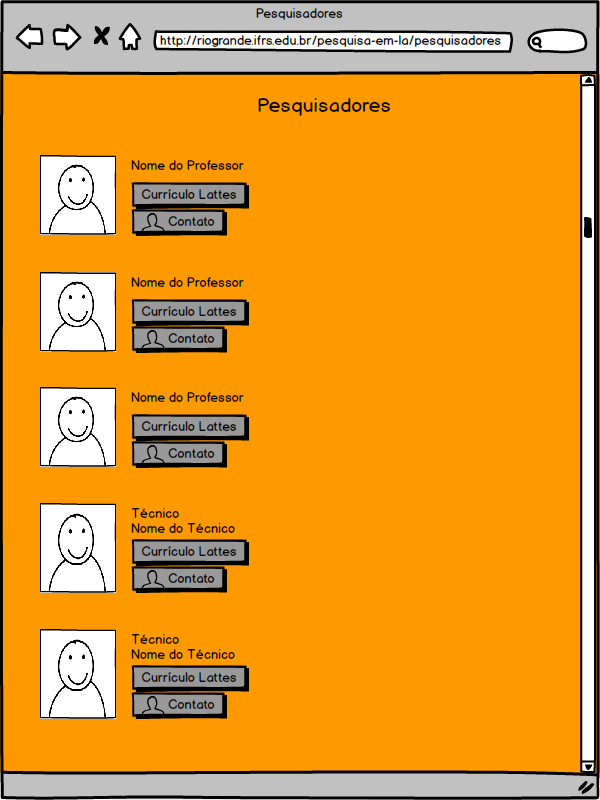 Pesquisadores
http://riogrande.ifrs.edu.br/pesquisa-em-la/pesquisadores
Pesquisadores
Nome do Professor
Currículo Lattes
Contato
Nome do Professor
Currículo Lattes
Contato
Nome do Professor
Currículo Lattes
Contato
Técnico
Nome do Técnico
Currículo Lattes
Contato
Técnico
Nome do Técnico
Currículo Lattes
Contato